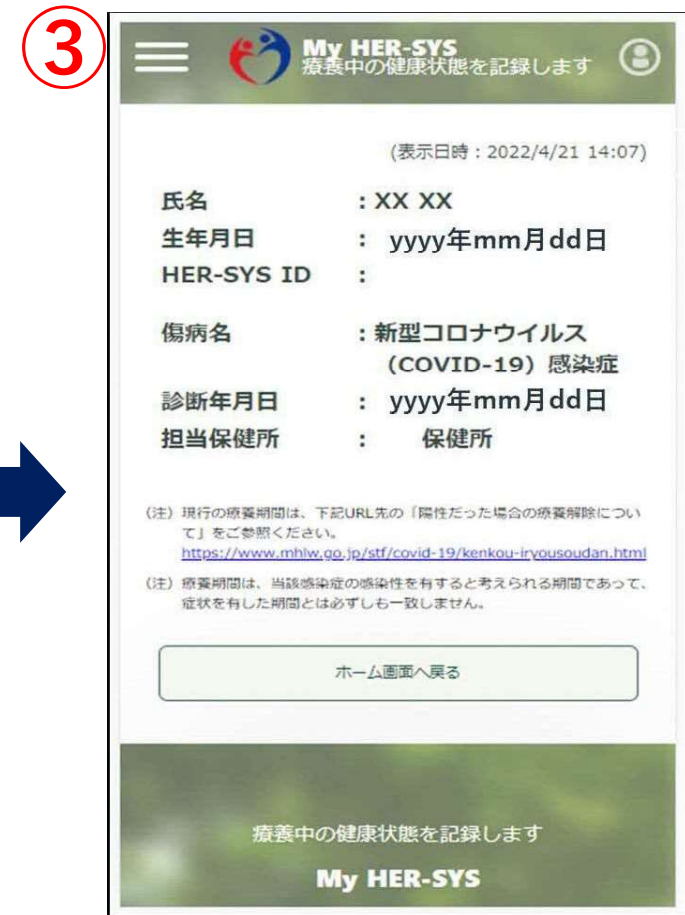 ③
My HER-SYS
療養中の健康状態を記録します
(表示日時：2022/4/21 14:07)
氏名 ：XX XX
生年月日 ： yyyy年mm月dd日
HER-SYS ID ：
傷病名 ：新型コロナウイルス
（COVID-19）感染症
診断年月日 ： yyyy年mm月dd日
担当保健所 ： 保健所
（注）現行の療養期間は、下記URL先の「陽性だった場合の療養解除につい
て」をご参照ください。
https://www.mhlw.go.jp/stf/covid-19/kenkou-iryousoudan.html
（注）療養期間は、当該感染症の感染性を有すると考えられる期間であって、
症状を有した期間とは必ずしも一致しません。
ホーム画面へ戻る
療養中の健康状態を記録します
My HER-SYS